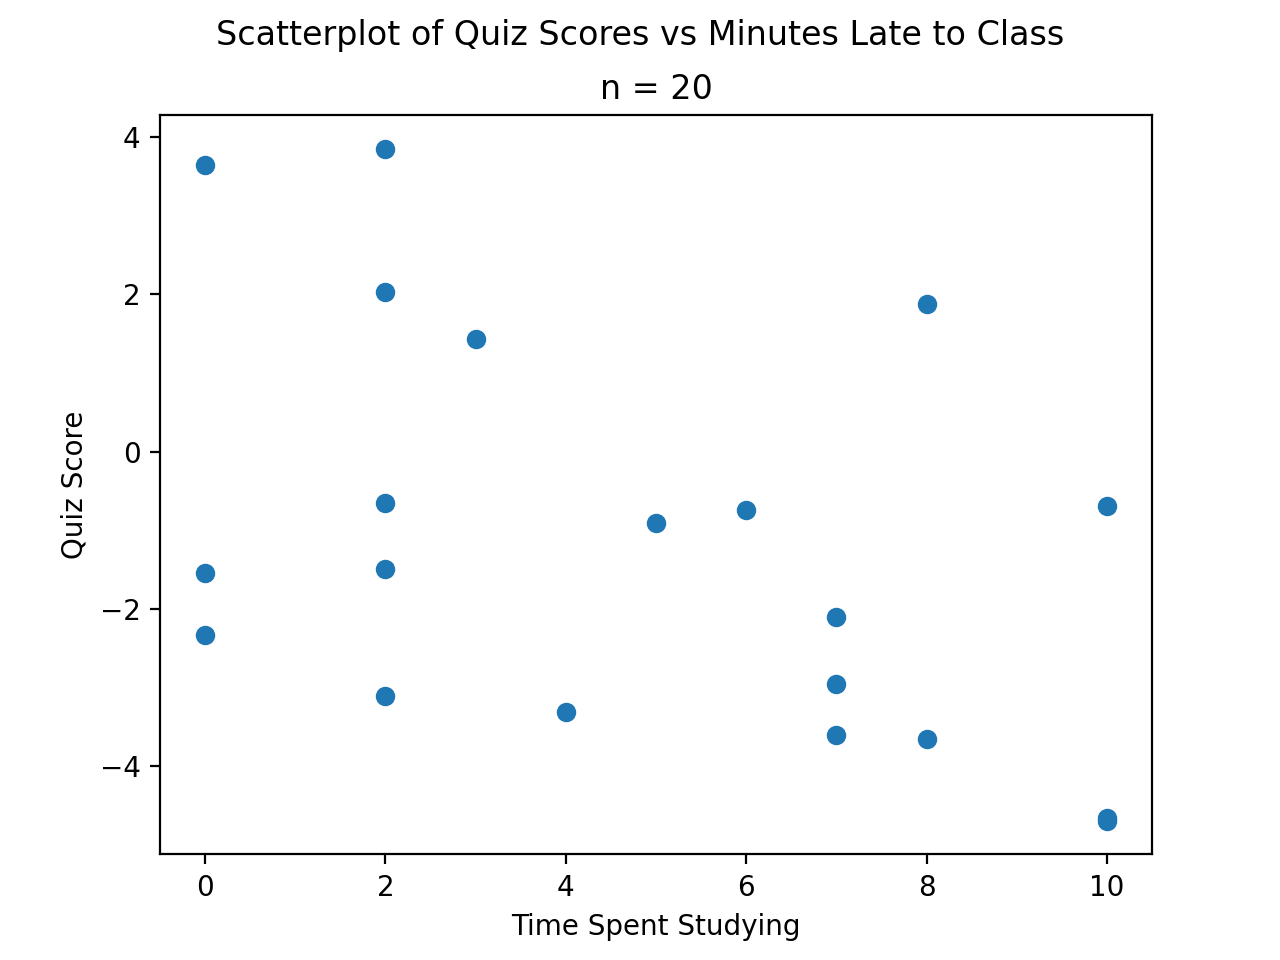 Scatterplot of Quiz Scores vs Minutes Late to Class
n = 20
4
2
0
−2
−4
Quiz Score
0 2 4 6 8 10
Time Spent Studying